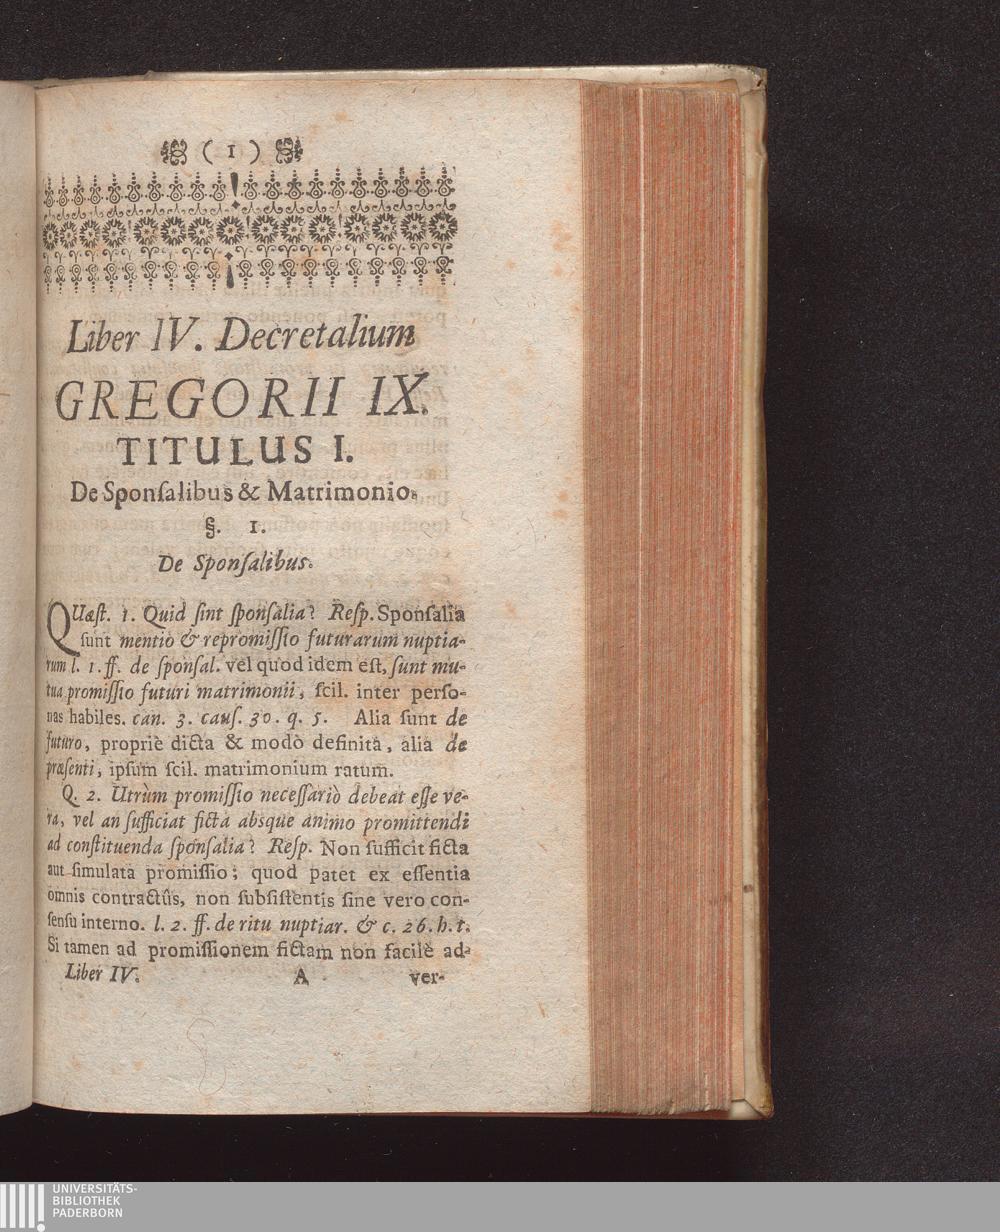 ( 1 )
Liber IV. Decretalium
GREGORII IX.
TITULUS I.
De Sponſalibus & Matrimonio.
§. 1.
De Sponſalibus.
QUæſt. 1. Quid ſint ſponſalia? Reſp. Sponſalia
ſunt mentio & repromiſſio futurarum nuptia-
rum l. 1. ff. de ſponſal. vel quod idem eſt, ſunt mu-
tua promiſſio futuri matrimonii, ſcil. inter perſo-
nas habiles. can. 3. cauſ. 30. q. 5. Alia ſunt de
futuro, propriè dicta & modò definita, alia de
præſenti, ipſum ſcil. matrimonium ratum.
Q. 2. Utrùm promiſſio neceſſariò debeat eſſe ve-
ra, vel an ſufficiat ficta absque animo promittendi
ad conſtituenda ſponſalia? Reſp. Non ſufficit ficta
aut ſimulata promiſſio; quod patet ex eſſentia
omnis contractûs, non ſubſiſtentis ſine vero con-
ſenſu interno. l. 2. ff. de ritu nuptiar. & c. 26. h. t.
Si tamen ad promiſſionem fictam non facilè ad-
Liber IV. A ver-
UNIVERSITÄTS-
BIBLIOTHEK
PADERBORN